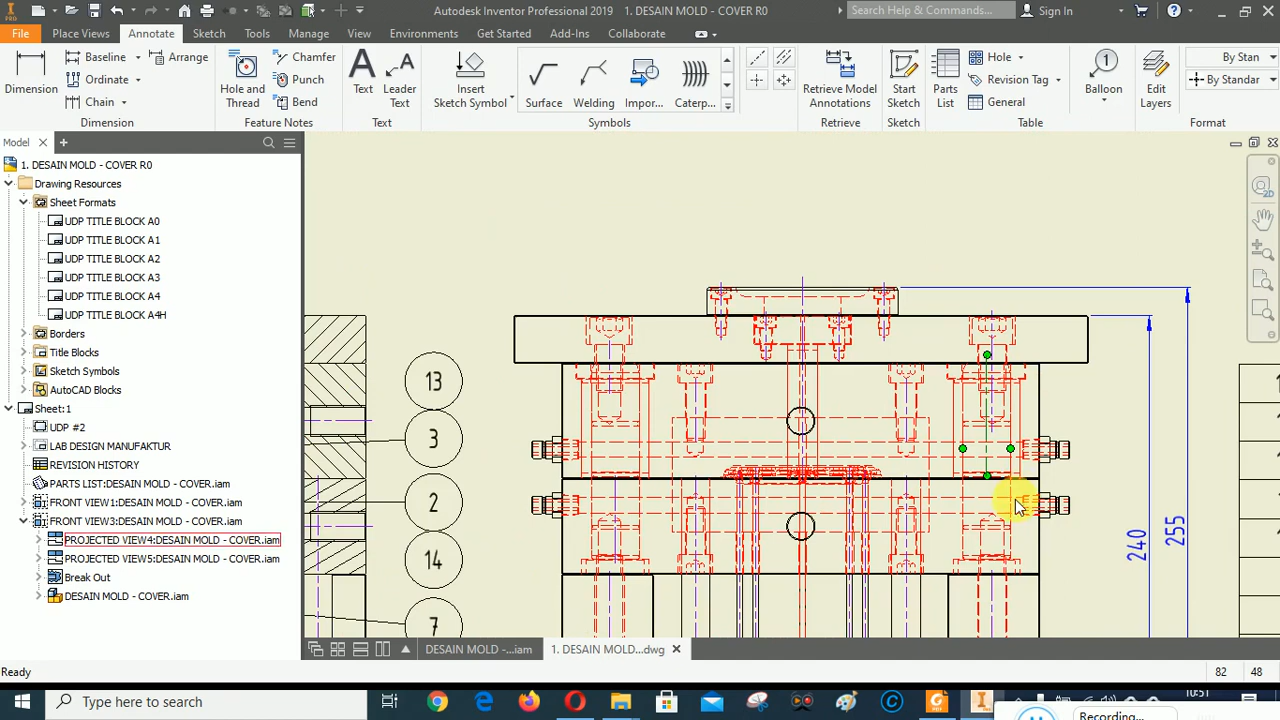 Autodesk Inventor Professional 2019 1. DESAIN MOLD - COVER R0
Search Help & Commands...
Sign In
PRO
File Place Views Annotate Sketch Tools Manage View Environments Get Started Add-Ins Collaborate
Dimension
Baseline
Ordinate
Chain
Arrange
Dimension
Hole and Thread
Chamfer
Punch
Bend
Feature Notes
Text
Leader Text
Text
Insert Sketch Symbol
Surface
Welding
Impor...
Caterp...
Symbols
Retrieve Model Annotations
Retrieve
Start Sketch
Sketch
Parts List
Hole
Revision Tag
General
Table
Balloon
Edit Layers
By Stan
By Standar
Format
Model
1. DESAIN MOLD - COVER R0
Drawing Resources
Sheet Formats
UDP TITLE BLOCK A0
UDP TITLE BLOCK A1
UDP TITLE BLOCK A2
UDP TITLE BLOCK A3
UDP TITLE BLOCK A4
UDP TITLE BLOCK A4H
Borders
Title Blocks
Sketch Symbols
AutoCAD Blocks
Sheet:1
UDP #2
LAB DESIGN MANUFAKTUR
REVISION HISTORY
PARTS LIST:DESAIN MOLD - COVER.iam
FRONT VIEW1:DESAIN MOLD - COVER.iam
FRONT VIEW3:DESAIN MOLD - COVER.iam
PROJECTED VIEW4:DESAIN MOLD - COVER.iam
PROJECTED VIEW5:DESAIN MOLD - COVER.iam
Break Out
DESAIN MOLD - COVER.iam
13
3
2
14
7
240
255
2D
DESAIN MOLD -...iam
1. DESAIN MOLD...dwg
Ready
82 48
Type here to search
10:51
Recording...